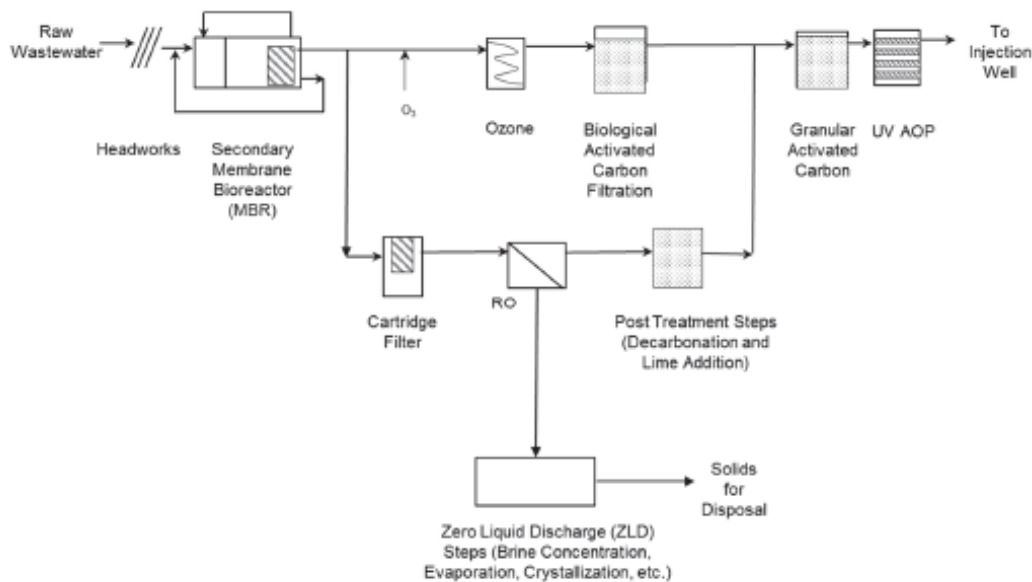 Raw
Wastewater
To
Injection
Well
O₃
Headworks
Secondary
Membrane
Bioreactor
(MBR)
Ozone
Biological
Activated
Carbon
Filtration
Granular
Activated
Carbon
UV AOP
Cartridge
Filter
RO
Post Treatment Steps
(Decarbonation and
Lime Addition)
Solids
for
Disposal
Zero Liquid Discharge (ZLD)
Steps (Brine Concentration,
Evaporation, Crystallization, etc.)